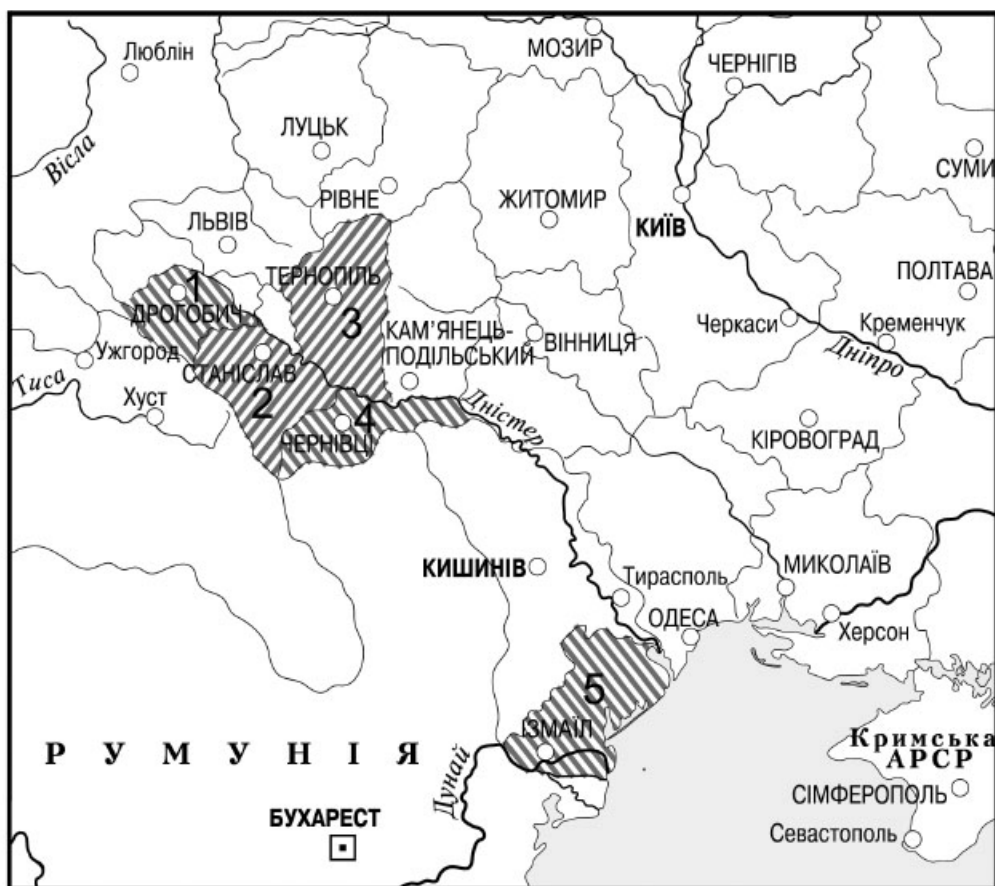 МОЗИР
Люблін
ЧЕРНІГІВ
ЛУЦЬК
Вісла
СУМИ
РІВНЕ
ЖИТОМИР
КИЇВ
ЛЬВІВ
ТЕРНОПІЛЬ
ПОЛТАВА
1
ДРОГОБИЧ
3
КАМ’ЯНЕЦЬ-
ПОДІЛЬСЬКИЙ
ВІННИЦЯ
Черкаси
Кременчук
Ужгород
СТАНІСЛАВ
Дніпро
Тиса
Хуст
2
4
Дністер
ЧЕРНІВЦІ
КІРОВОГРАД
КИШИНІВ
Тирасполь
МИКОЛАЇВ
ОДЕСА
Херсон
5
ІЗМАЇЛ
РУМУНІЯ
Кримська
АРСР
Дунай
СІМФЕРОПОЛЬ
БУХАРЕСТ
Севастополь